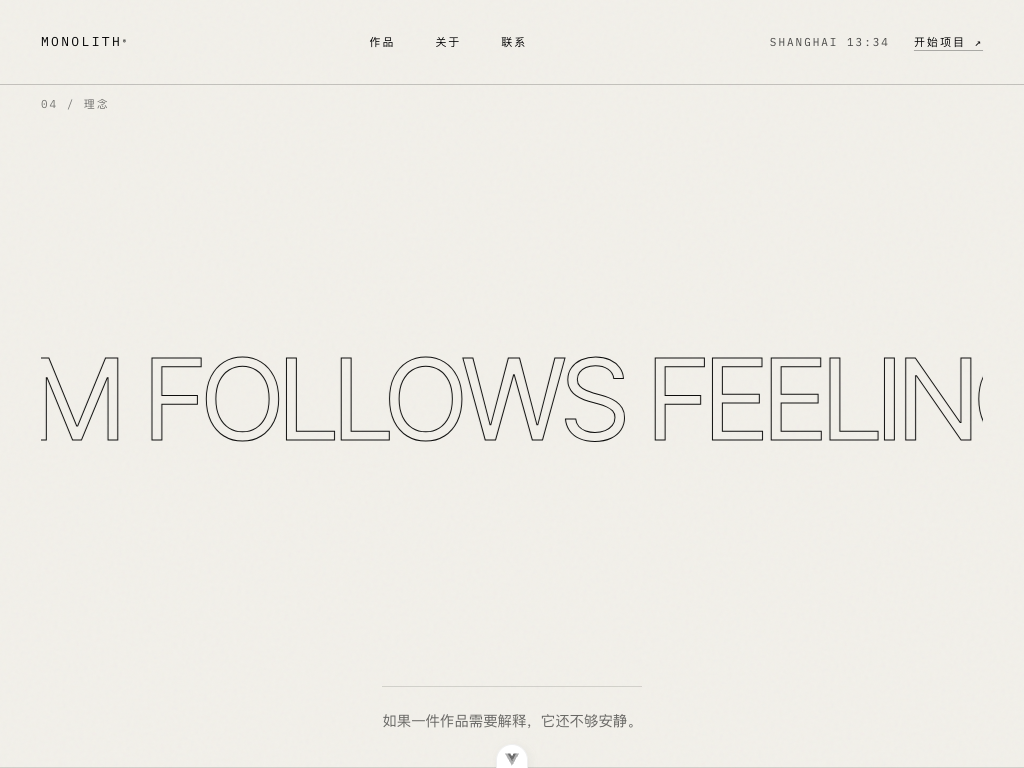 MONOLITH®
作品
关于
联系
SHANGHAI 13:34
开始项目 ↗
04 / 理念
M FOLLOWS FEELIN
如果一件作品需要解释，它还不够安静。